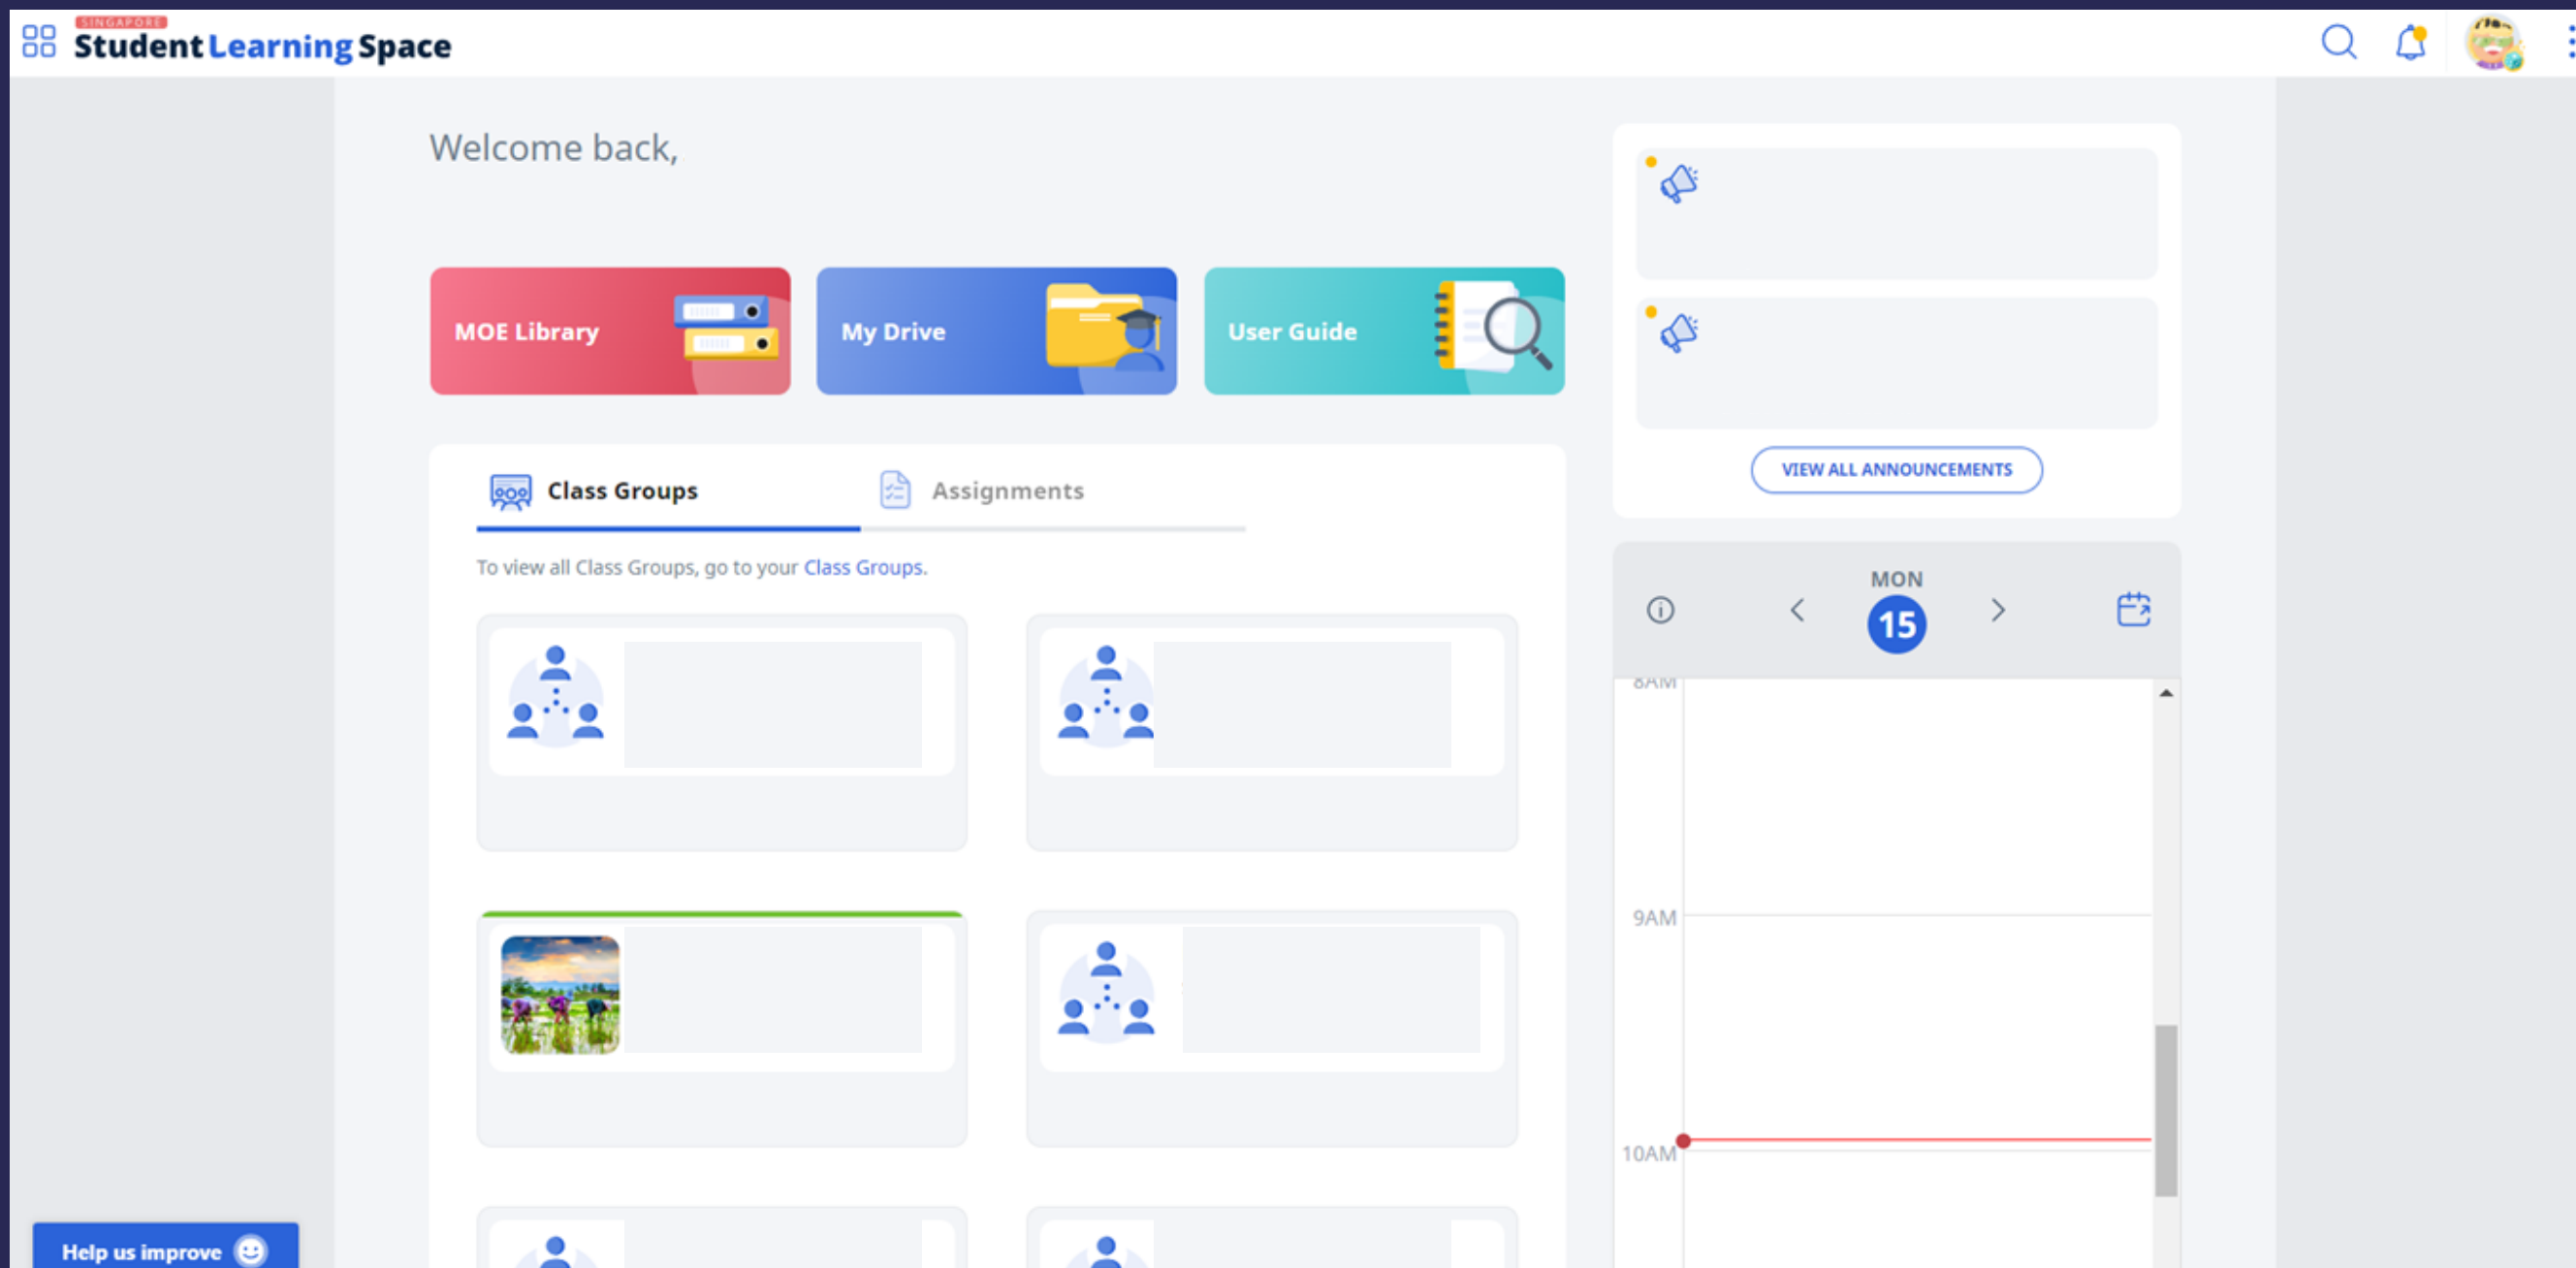 SINGAPORE
Student Learning Space
Welcome back,
MOE Library
My Drive
User Guide
VIEW ALL ANNOUNCEMENTS
Class Groups
Assignments
To view all Class Groups, go to your Class Groups.
MON
15
8AM
9AM
10AM
Help us improve